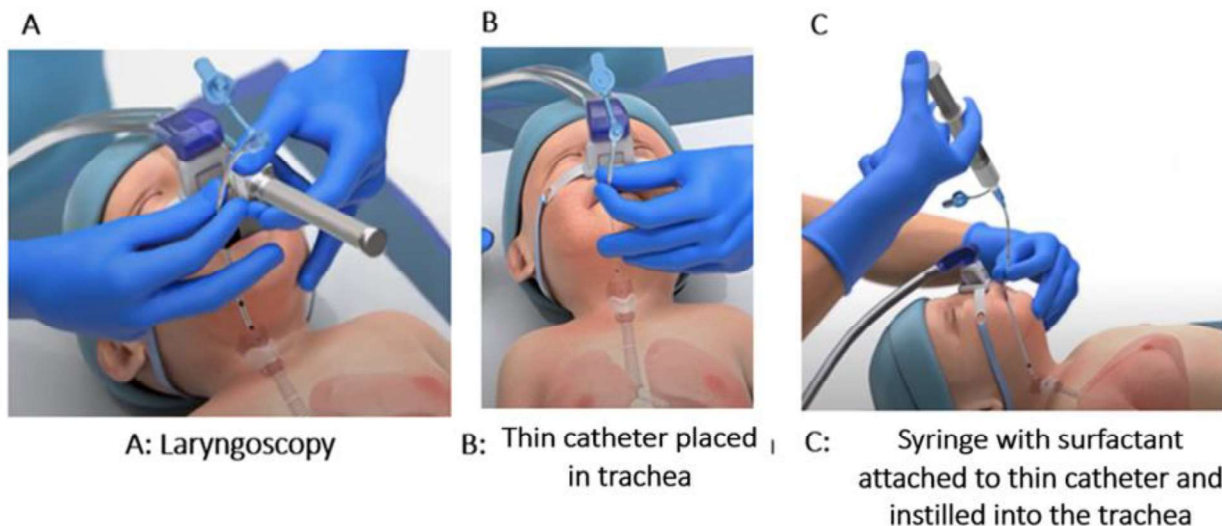 A
B
C
A: Laryngoscopy
B: Thin catheter placed
in trachea
C: Syringe with surfactant
attached to thin catheter and
instilled into the trachea